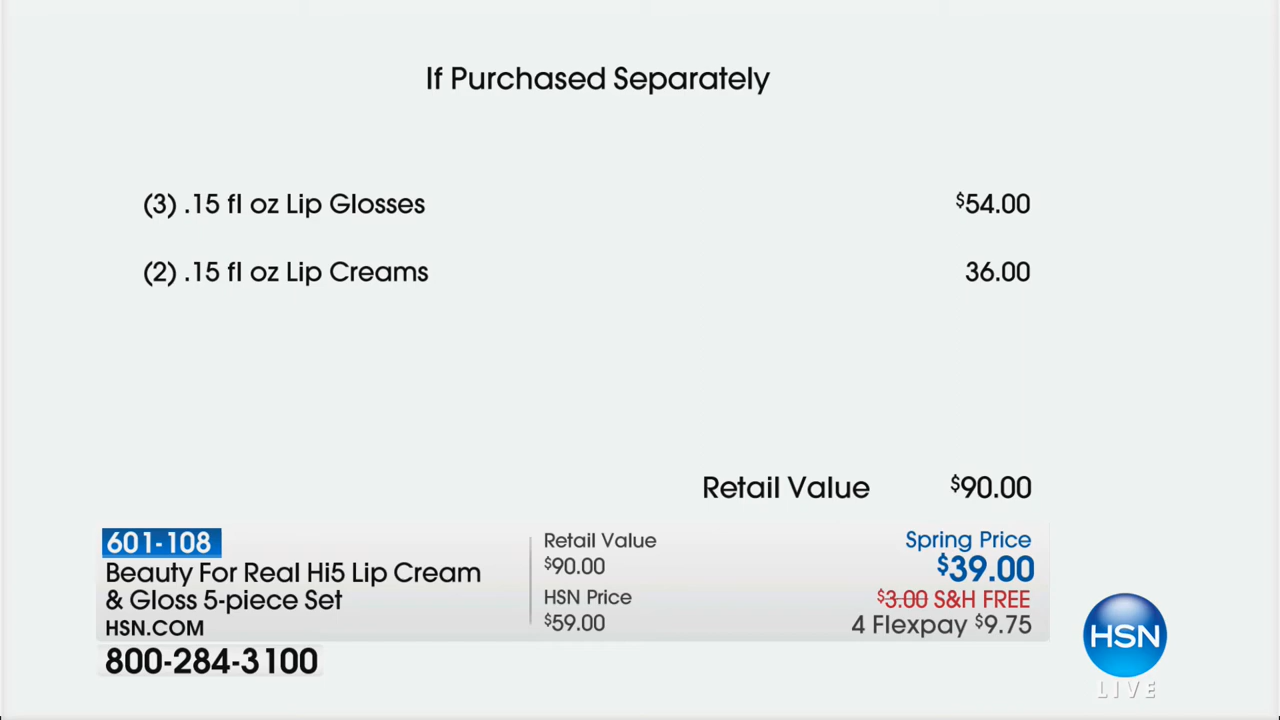 If Purchased Separately
(3) .15 fl oz Lip Glosses $54.00
(2) .15 fl oz Lip Creams 36.00
Retail Value $90.00
601-108
Beauty For Real Hi5 Lip Cream
& Gloss 5-piece Set
HSN.COM
800-284-3100
Retail Value
$90.00
HSN Price
$59.00
Spring Price
$39.00
$3.00 S&H FREE
4 Flexpay $9.75
HSN
LIVE